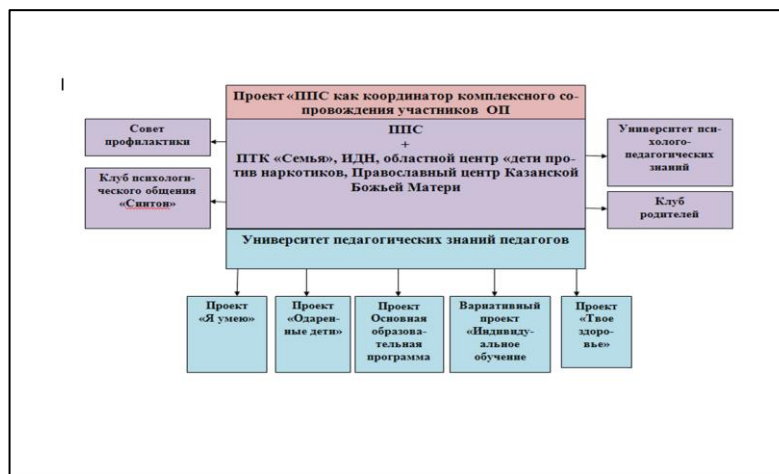 Проект «ППС как координатор комплексного со-
провождения участников ОП
ППС
+
ПТК «Семья», ИДН, областной центр «дети про-
тив наркотиков, Православный центр Казанской
Божьей Матери
Совет
профилактики
Клуб психологи-
ческого общения
«Синтон»
Университет пси-
холого-
педагогических
знаний
Клуб
родителей
Университет педагогических знаний педагогов
Проект
«Я умею»
Проект
«Одарен-
ные дети»
Проект
Основная
образова-
тельная
программа
Вариативный
проект
«Индивиду-
альное
обучение
Проект
«Твое
здоро-
вье»